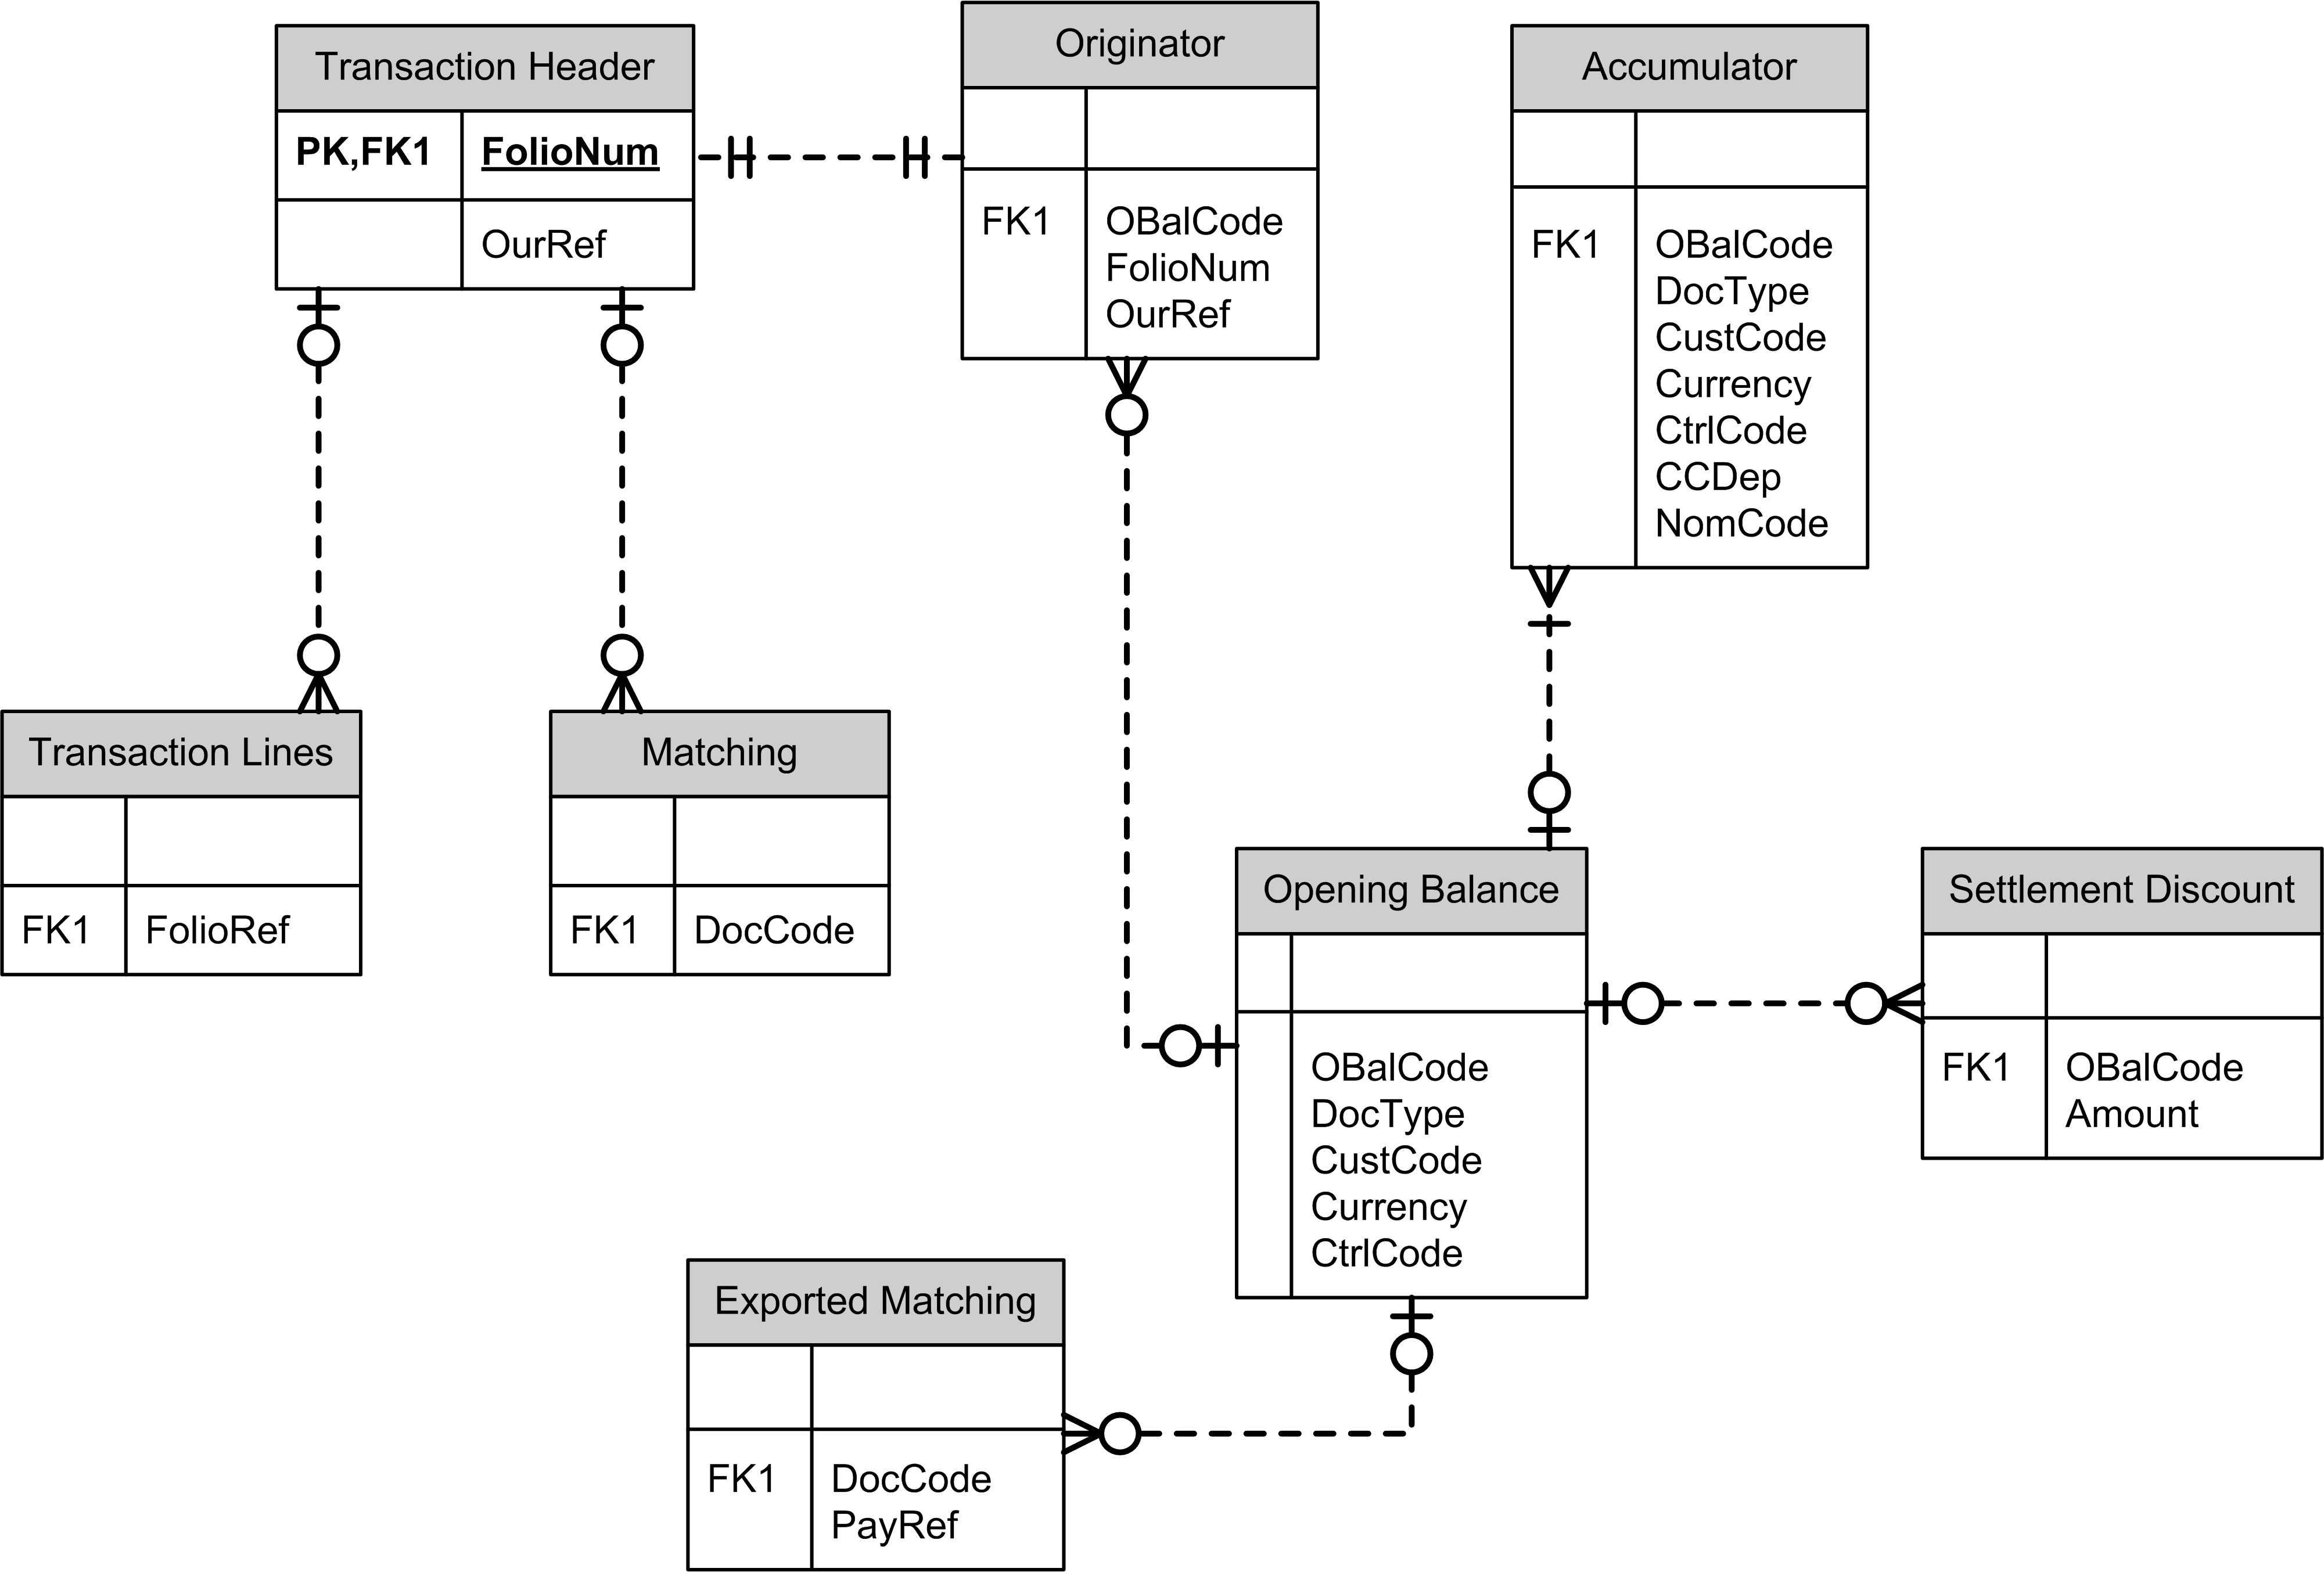 Transaction Header
PK,FK1 FolioNum
OurRef
Originator
FK1 OBalCode
FolioNum
OurRef
Accumulator
FK1 OBalCode
DocType
CustCode
Currency
CtrlCode
CCDep
NomCode
Transaction Lines
FK1 FolioRef
Matching
FK1 DocCode
Opening Balance
OBalCode
DocType
CustCode
Currency
CtrlCode
Settlement Discount
FK1 OBalCode
Amount
Exported Matching
FK1 DocCode
PayRef